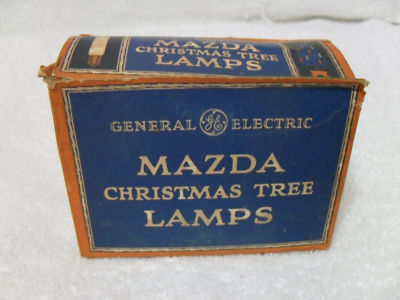 MAZDA
CHRISTMAS TREE
LAMPS
GENERAL GE ELECTRIC
MAZDA
CHRISTMAS TREE
LAMPS